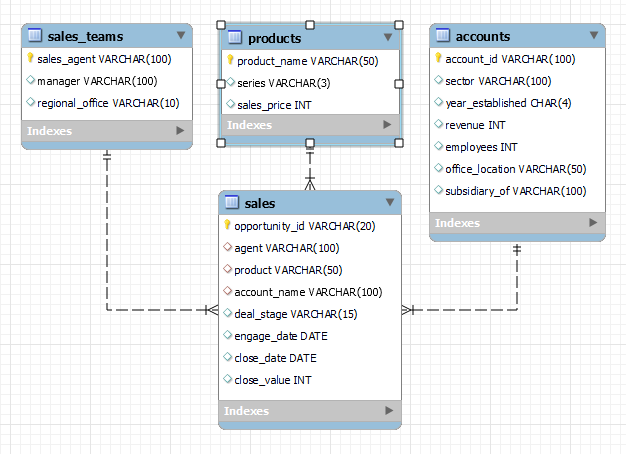 sales_teams
sales_agent VARCHAR(100)
manager VARCHAR(100)
regional_office VARCHAR(10)
Indexes
products
product_name VARCHAR(50)
series VARCHAR(3)
sales_price INT
Indexes
accounts
account_id VARCHAR(100)
sector VARCHAR(100)
year_established CHAR(4)
revenue INT
employees INT
office_location VARCHAR(50)
subsidiary_of VARCHAR(100)
Indexes
sales
opportunity_id VARCHAR(20)
agent VARCHAR(100)
product VARCHAR(50)
account_name VARCHAR(100)
deal_stage VARCHAR(15)
engage_date DATE
close_date DATE
close_value INT
Indexes